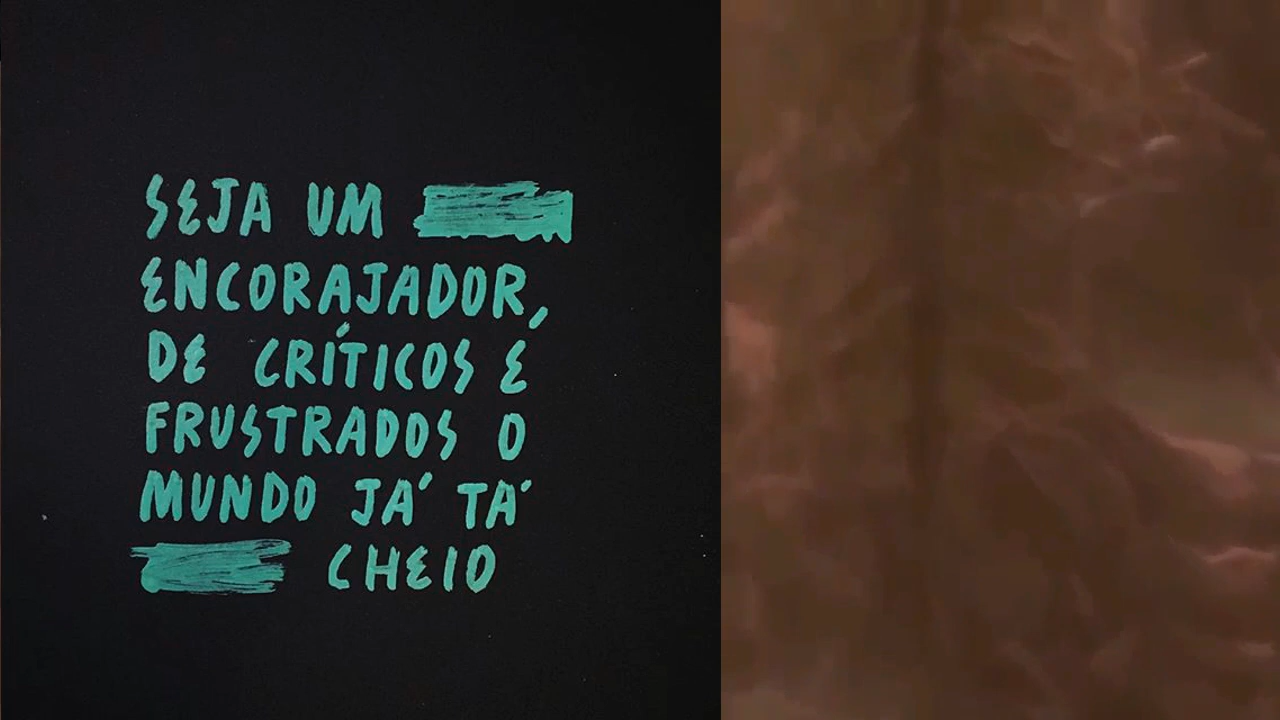 SEJA UM
ENCORAJADOR,
DE CRÍTICOS E
FRUSTRADOS O
MUNDO JÁ TÁ
CHEIO